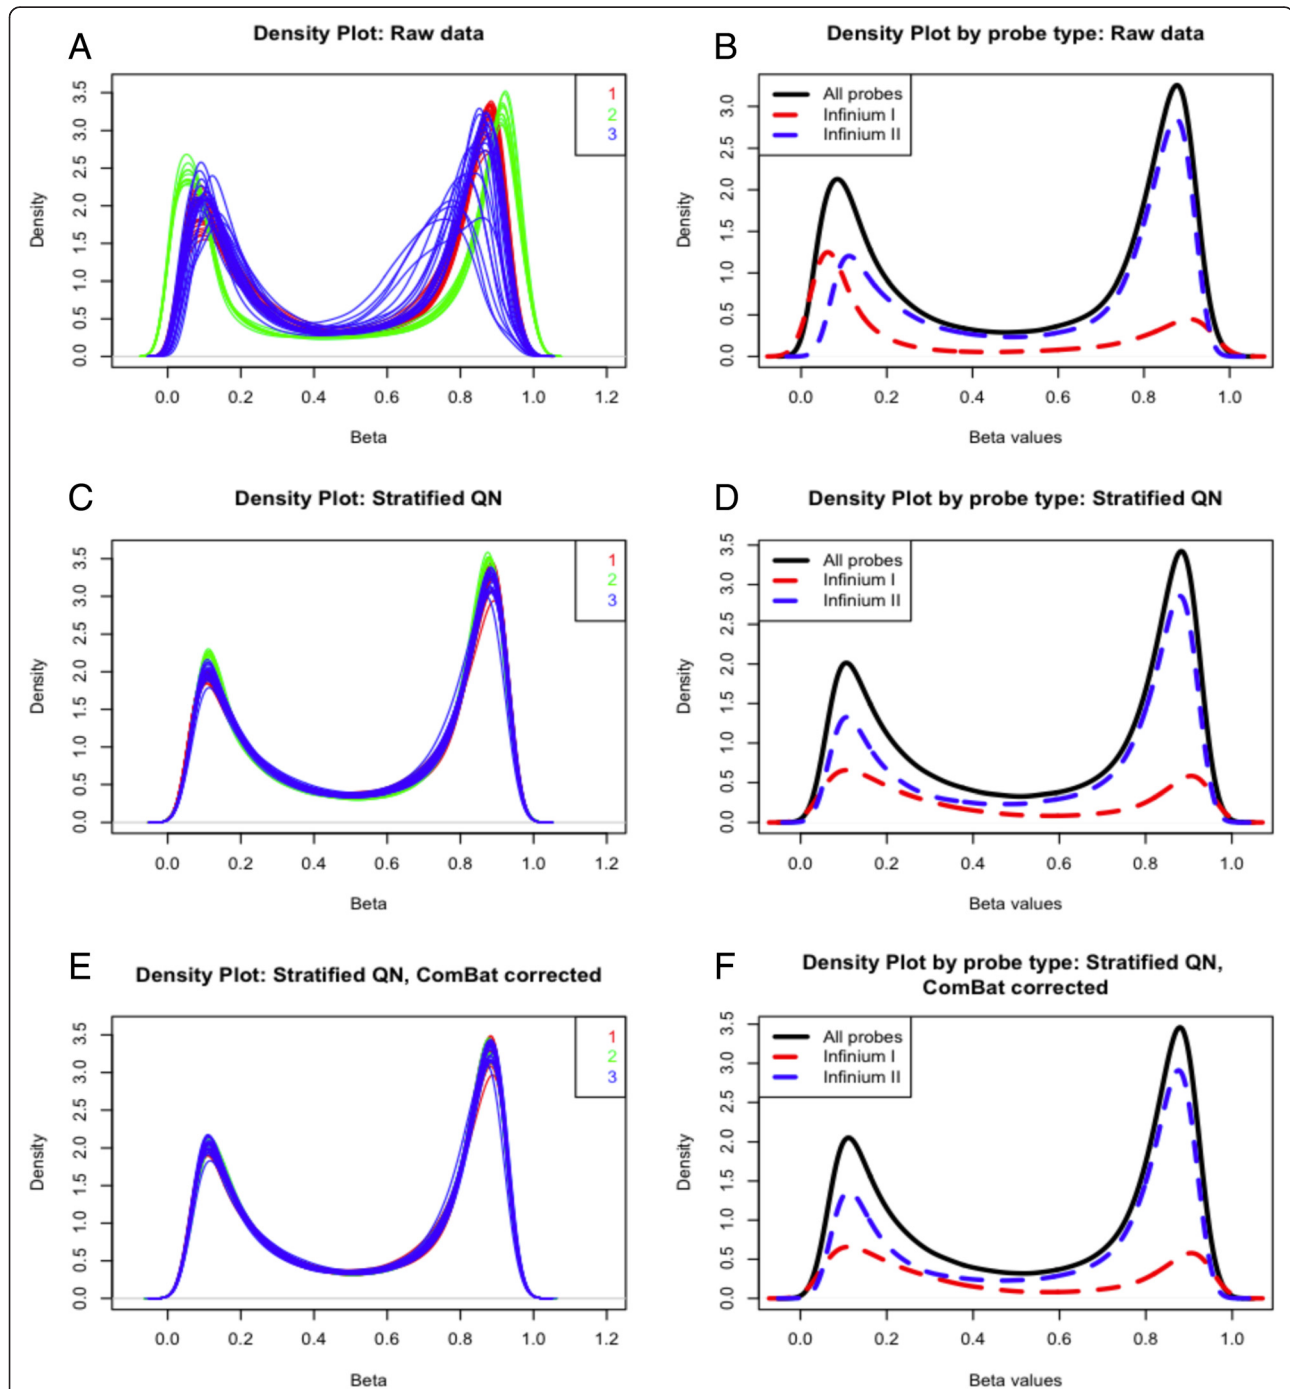 A
Density Plot: Raw data
Density
0.0 0.5 1.0 1.5 2.0 2.5 3.0 3.5
1
2
3
0.0 0.2 0.4 0.6 0.8 1.0 1.2
Beta
B
Density Plot by probe type: Raw data
Density
0.0 0.5 1.0 1.5 2.0 2.5 3.0
All probes
Infinium I
Infinium II
0.0 0.2 0.4 0.6 0.8 1.0
Beta values
C
Density Plot: Stratified QN
Density
0.0 0.5 1.0 1.5 2.0 2.5 3.0 3.5
1
2
3
0.0 0.2 0.4 0.6 0.8 1.0 1.2
Beta
D
Density Plot by probe type: Stratified QN
Density
0.0 0.5 1.0 1.5 2.0 2.5 3.0 3.5
All probes
Infinium I
Infinium II
0.0 0.2 0.4 0.6 0.8 1.0
Beta values
E
Density Plot: Stratified QN, ComBat corrected
Density
0.0 0.5 1.0 1.5 2.0 2.5 3.0 3.5
1
2
3
0.0 0.2 0.4 0.6 0.8 1.0 1.2
Beta
F
Density Plot by probe type: Stratified QN,
ComBat corrected
Density
0.0 0.5 1.0 1.5 2.0 2.5 3.0 3.5
All probes
Infinium I
Infinium II
0.0 0.2 0.4 0.6 0.8 1.0
Beta values